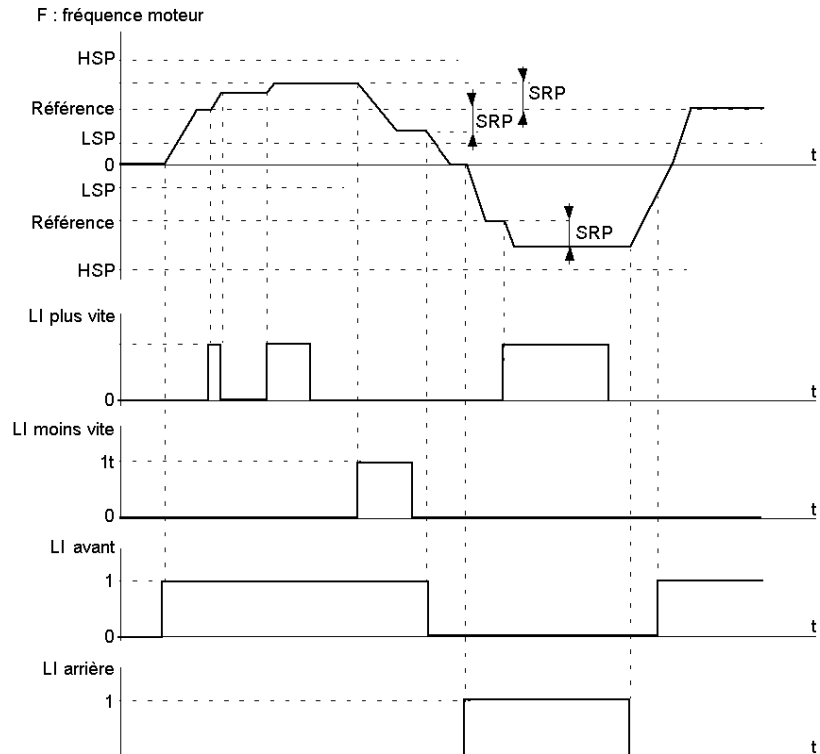 F : fréquence moteur
HSP
SRP
Référence
SRP
LSP
t
0
LSP
Référence
SRP
HSP
LI plus vite
0
t
LI moins vite
1t
0
t
LI avant
1
0
t
LI arrière
1
t